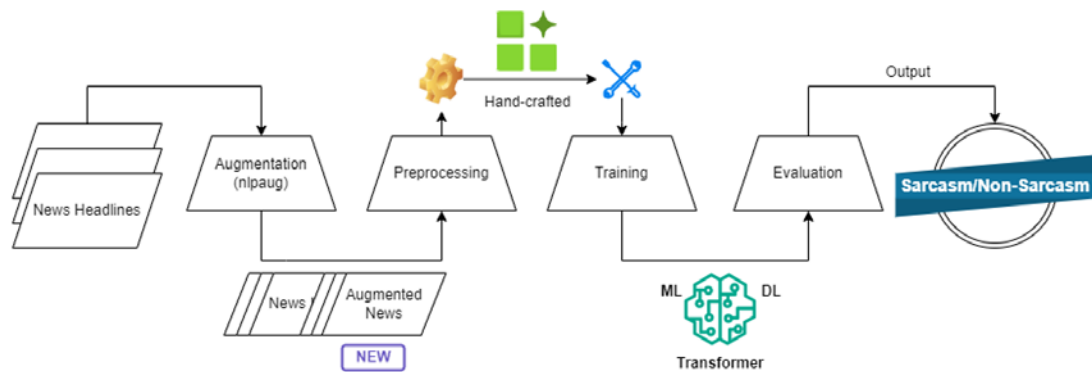 Output
Hand-crafted
News Headlines
Augmentation
(nlpaug)
Preprocessing
Training
Evaluation
Sarcasm/Non-Sarcasm
News
Augmented
News
NEW
ML
DL
Transformer